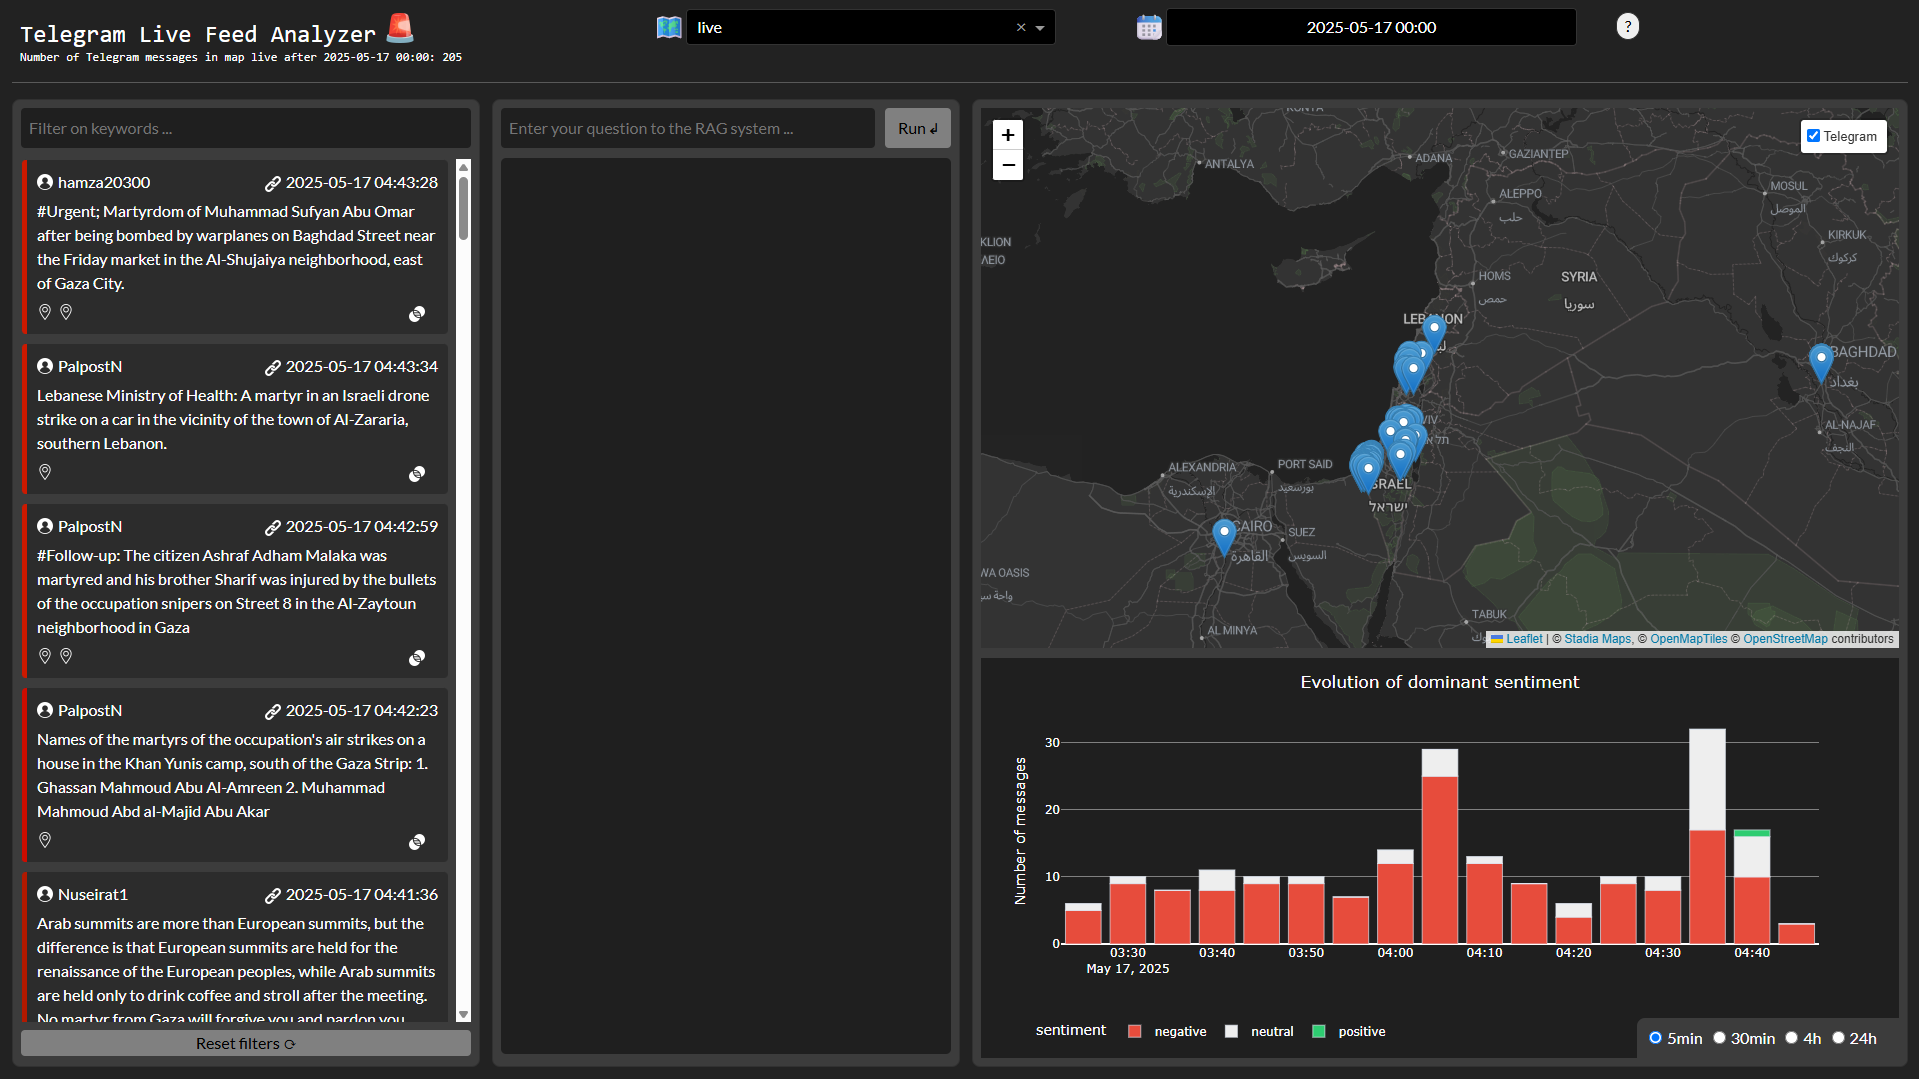 Telegram Live Feed Analyzer
Number of Telegram messages in map live after 2025-05-17 00:00: 205
live
2025-05-17 00:00
?
Filter on keywords ...
hamza20300 2025-05-17 04:43:28
#Urgent; Martyrdom of Muhammad Sufyan Abu Omar
after being bombed by warplanes on Baghdad Street near
the Friday market in the Al-Shujaiya neighborhood, east
of Gaza City.
PalpostN 2025-05-17 04:43:34
Lebanese Ministry of Health: A martyr in an Israeli drone
strike on a car in the vicinity of the town of Al-Zararia,
southern Lebanon.
PalpostN 2025-05-17 04:42:59
#Follow-up: The citizen Ashraf Adham Malaka was
martyred and his brother Sharif was injured by the bullets
of the occupation snipers on Street 8 in the Al-Zaytoun
neighborhood in Gaza
PalpostN 2025-05-17 04:42:23
Names of the martyrs of the occupation's air strikes on a
house in the Khan Yunis camp, south of the Gaza Strip: 1.
Ghassan Mahmoud Abu Al-Amreen 2. Muhammad
Mahmoud Abd al-Majid Abu Akar
Nuseirat1 2025-05-17 04:41:36
Arab summits are more than European summits, but the
difference is that European summits are held for the
renaissance of the European peoples, while Arab summits
are held only to drink coffee and stroll after the meeting.
No martyr from Gaza will forgive you and pardon you
Reset filters
Enter your question to the RAG system ...
Run
+
−
Telegram
KONYA
ANTALYA
ADANA
GAZIANTEP
ALEPPO
حلب
MOSUL
الموصل
KIRKUK
كركوك
KLION
ΛΕΙΟ
HOMS
حمص
SYRIA
سوريا
BAGHDAD
بغداد
AL-NAJAF
النجف
ALEXANDRIA
الإسكندرية
PORT SAID
بورسعيد
ישראל
CAIRO
القاهرة
SUEZ
السويس
WA OASIS
AL MINYA
TABUK
Leaflet | © Stadia Maps, © OpenMapTiles © OpenStreetMap contributors
Evolution of dominant sentiment
Number of messages
30
20
10
0
03:30 03:40 03:50 04:00 04:10 04:20 04:30 04:40
May 17, 2025
sentiment negative neutral positive
5min 30min 4h 24h